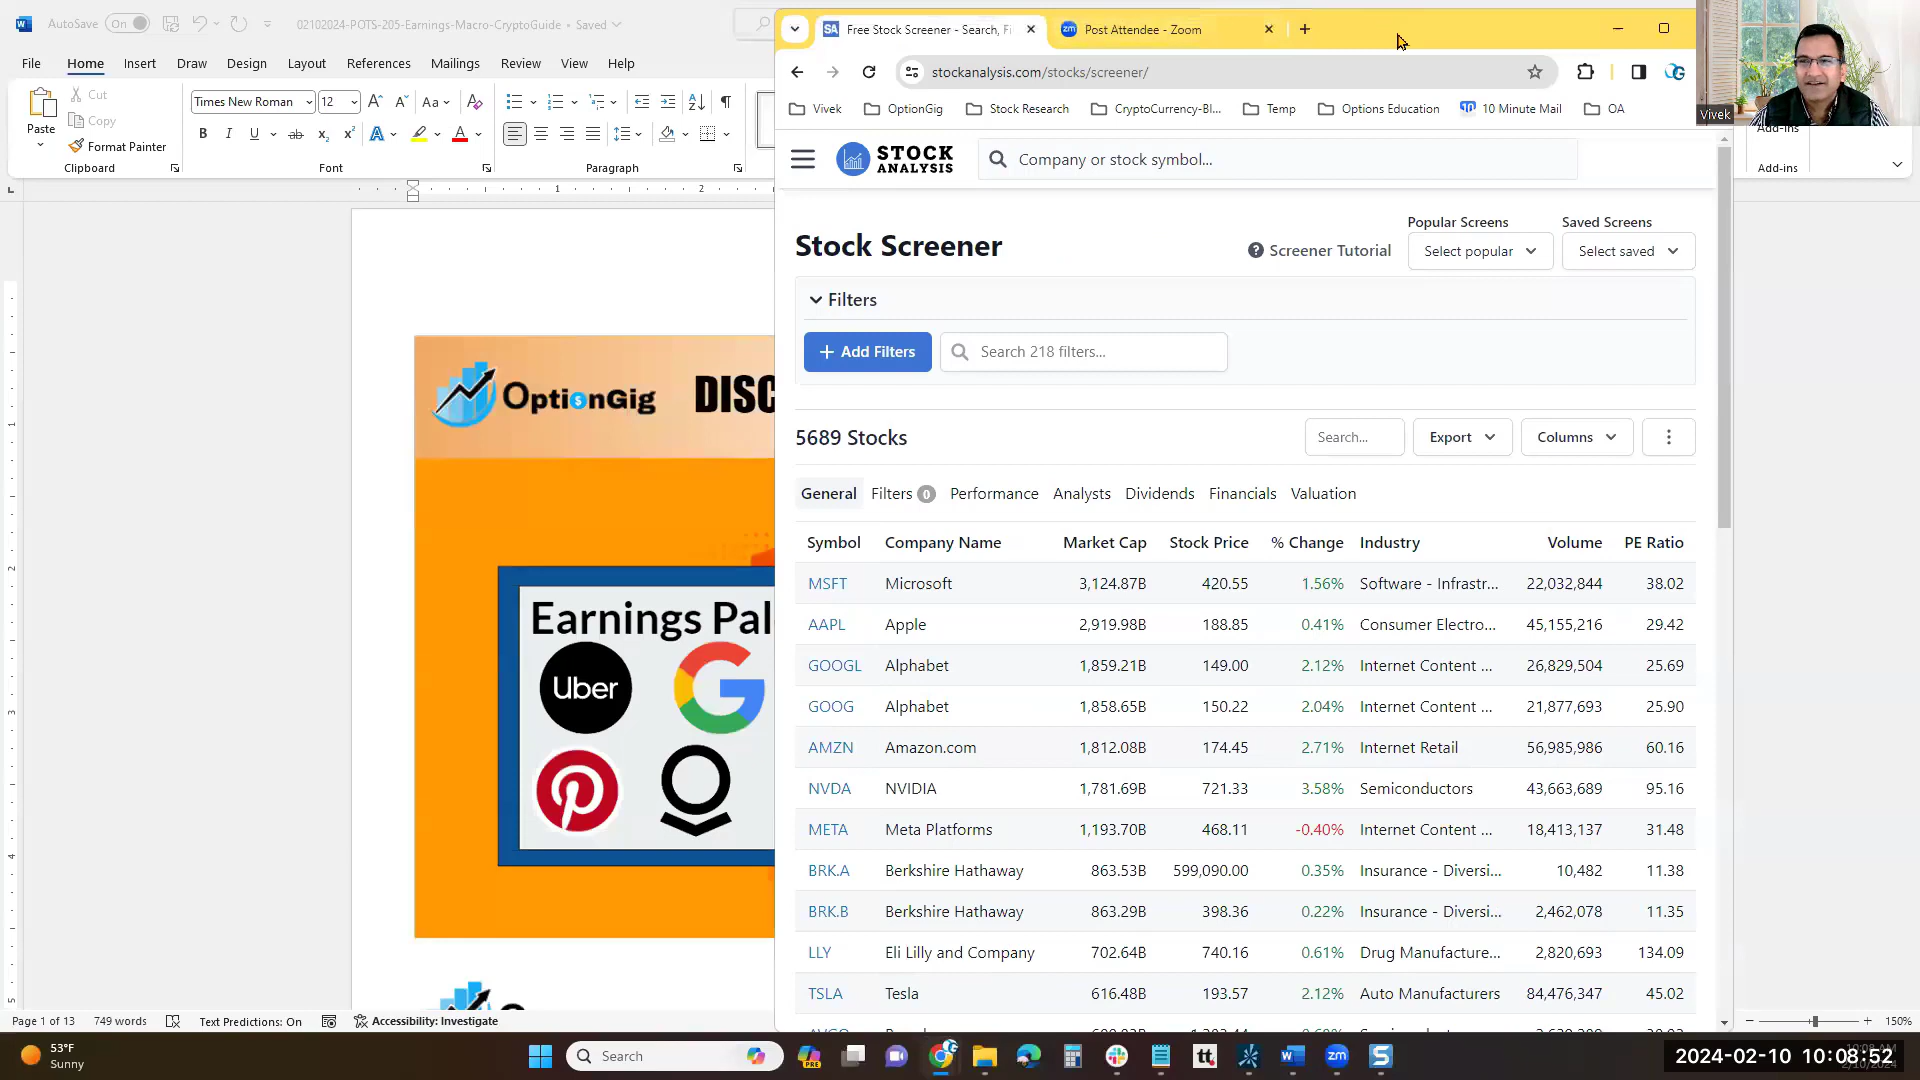 AutoSave On 02102024-POTS-205-Earnings-Macro-CryptoGuide • Saved
File Home Insert Draw Design Layout References Mailings Review View Help
Paste Cut Copy Format Painter
Times New Roman 12
Clipboard Font Paragraph
Add-ins
Add-ins
1 2
OptionGig DISC
Earnings Pal
Uber
Page 1 of 13 749 words Text Predictions: On Accessibility: Investigate
150%
Free Stock Screener - Search, Fi Post Attendee - Zoom
stockanalysis.com/stocks/screener/
Vivek OptionGig Stock Research CryptoCurrency-Bl... Temp Options Education 10 Minute Mail OA
Vivek
STOCK ANALYSIS Company or stock symbol...
Popular Screens Saved Screens
Stock Screener Screener Tutorial Select popular Select saved
Filters
+ Add Filters Search 218 filters...
5689 Stocks Search... Export Columns
General Filters 0 Performance Analysts Dividends Financials Valuation
Symbol Company Name Market Cap Stock Price % Change Industry Volume PE Ratio
MSFT Microsoft 3,124.87B 420.55 1.56% Software - Infrastr... 22,032,844 38.02
AAPL Apple 2,919.98B 188.85 0.41% Consumer Electro... 45,155,216 29.42
GOOGL Alphabet 1,859.21B 149.00 2.12% Internet Content ... 26,829,504 25.69
GOOG Alphabet 1,858.65B 150.22 2.04% Internet Content ... 21,877,693 25.90
AMZN Amazon.com 1,812.08B 174.45 2.71% Internet Retail 56,985,986 60.16
NVDA NVIDIA 1,781.69B 721.33 3.58% Semiconductors 43,663,689 95.16
META Meta Platforms 1,193.70B 468.11 -0.40% Internet Content ... 18,413,137 31.48
BRK.A Berkshire Hathaway 863.53B 599,090.00 0.35% Insurance - Diversi... 10,482 11.38
BRK.B Berkshire Hathaway 863.29B 398.36 0.22% Insurance - Diversi... 2,462,078 11.35
LLY Eli Lilly and Company 702.64B 740.16 0.61% Drug Manufacture... 2,820,693 134.09
TSLA Tesla 616.48B 193.57 2.12% Auto Manufacturers 84,476,347 45.02
53°F
Sunny
Search
2024-02-10 10:08:52